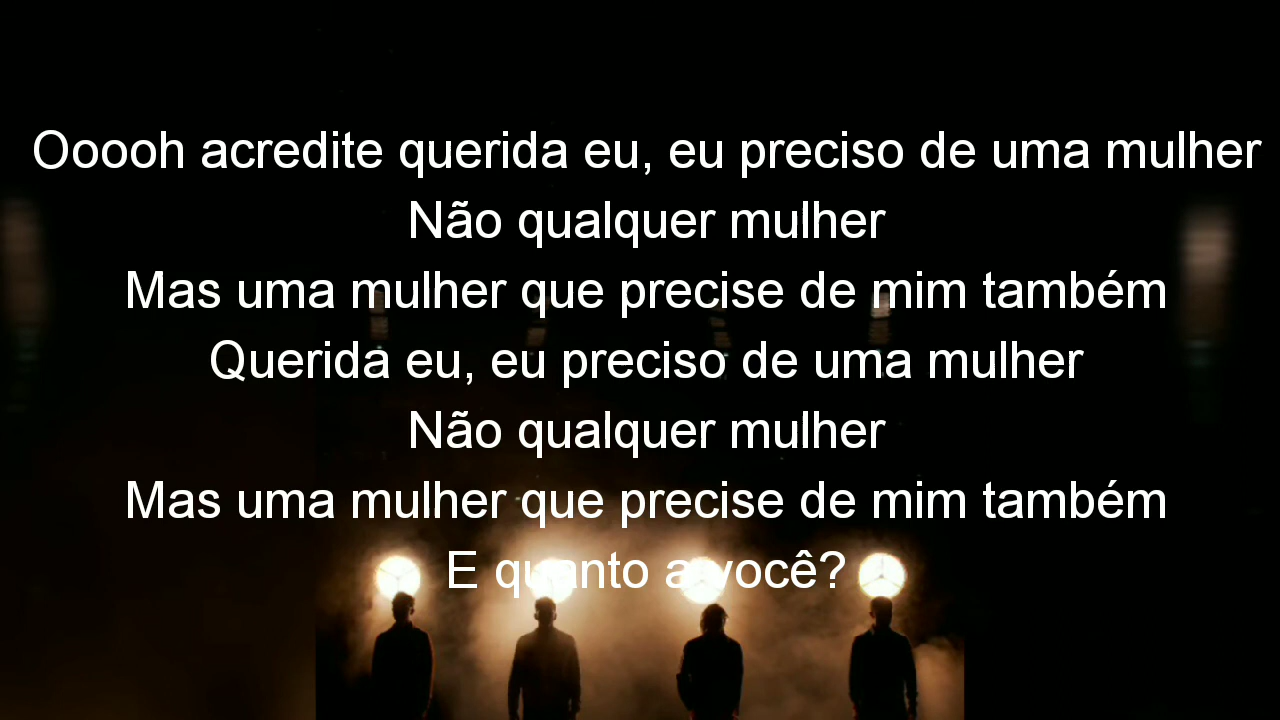 Ooooh acredite querida eu, eu preciso de uma mulher
Não qualquer mulher
Mas uma mulher que precise de mim também
Querida eu, eu preciso de uma mulher
Não qualquer mulher
Mas uma mulher que precise de mim também
E quanto a você?